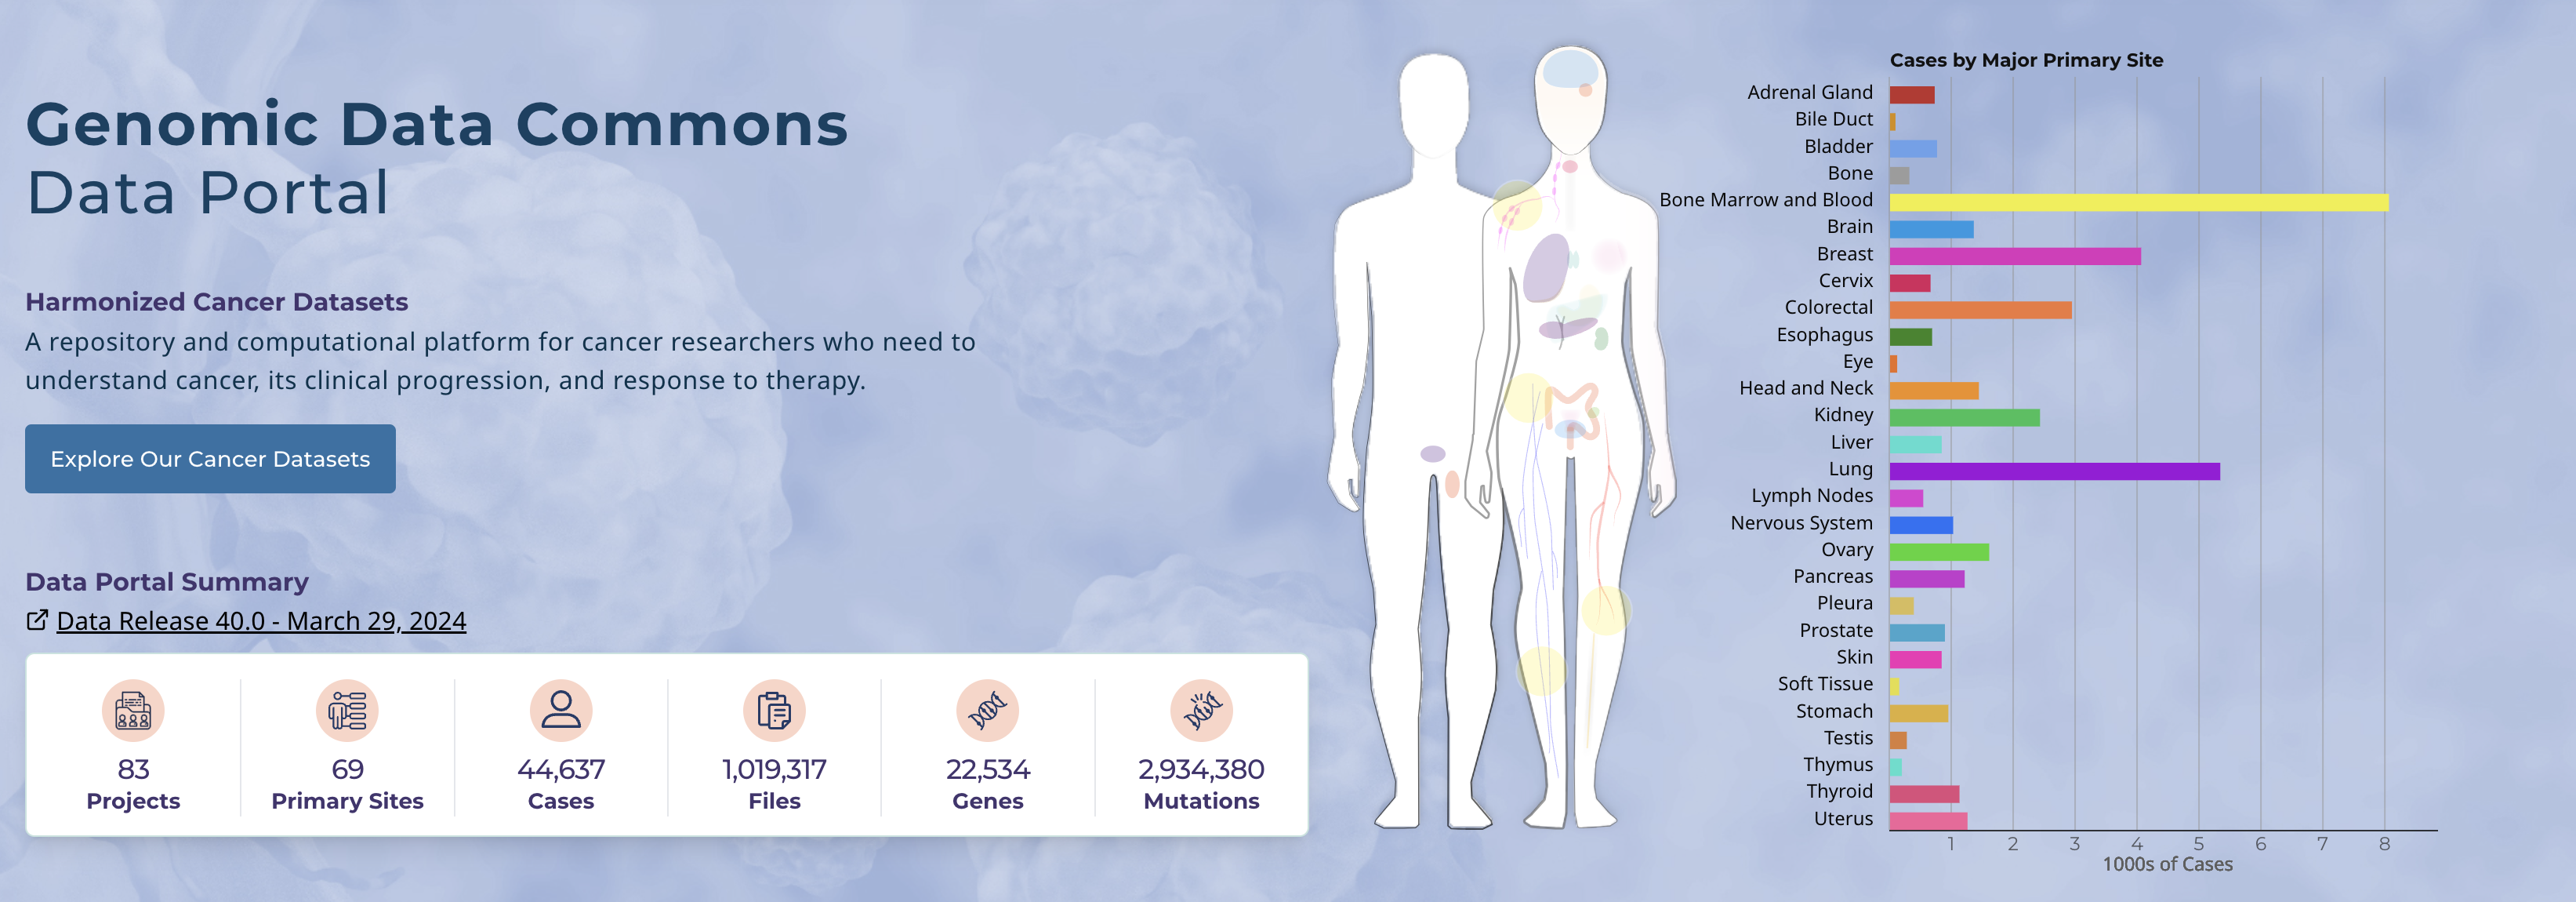 Genomic Data Commons
Data Portal
Harmonized Cancer Datasets
A repository and computational platform for cancer researchers who need to
understand cancer, its clinical progression, and response to therapy.
Explore Our Cancer Datasets
Data Portal Summary
Data Release 40.0 - March 29, 2024
83
Projects
69
Primary Sites
44,637
Cases
1,019,317
Files
22,534
Genes
2,934,380
Mutations
Cases by Major Primary Site
Adrenal Gland
Bile Duct
Bladder
Bone
Bone Marrow and Blood
Brain
Breast
Cervix
Colorectal
Esophagus
Eye
Head and Neck
Kidney
Liver
Lung
Lymph Nodes
Nervous System
Ovary
Pancreas
Pleura
Prostate
Skin
Soft Tissue
Stomach
Testis
Thymus
Thyroid
Uterus
1 2 3 4 5 6 7 8
1000s of Cases